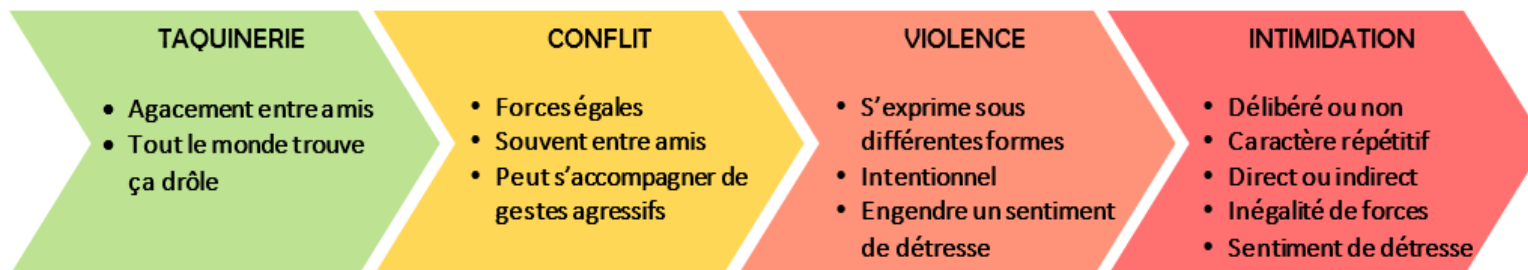 TAQUINERIE
• Agacement entre amis
• Tout le monde trouve
ça drôle
CONFLIT
• Forces égales
• Souvent entre amis
• Peut s’accompagner de
gestes agressifs
VIOLENCE
• S’exprime sous
différentes formes
• Intentionnel
• Engendre un sentiment
de détresse
INTIMIDATION
• Délibéré ou non
• Caractère répétitif
• Direct ou indirect
• Inégalité de forces
• Sentiment de détresse